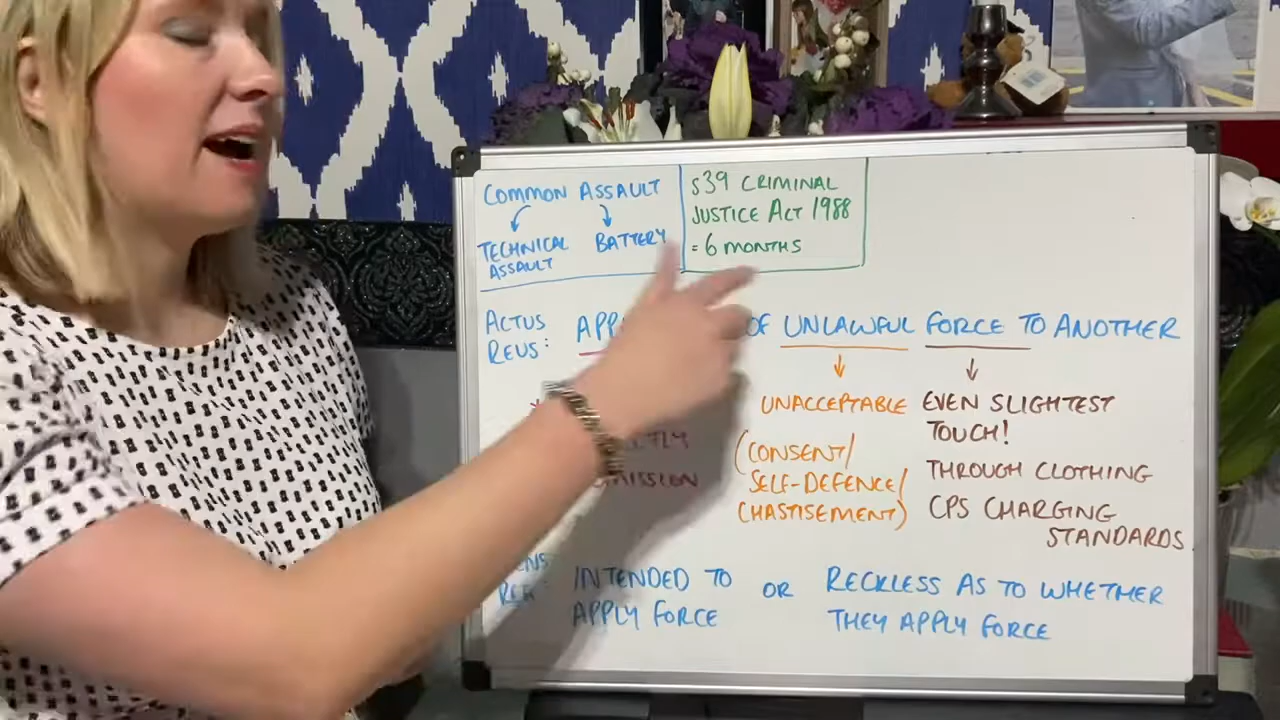 COMMON ASSAULT
TECHNICAL ASSAULT
BATTERY
S39 CRIMINAL
JUSTICE ACT 1988
= 6 MONTHS
ACTUS
REUS:
OF UNLAWFUL FORCE TO ANOTHER
UNACCEPTABLE
(CONSENT/
SELF-DEFENCE/
CHASTISEMENT)
EVEN SLIGHTEST
TOUCH!
THROUGH CLOTHING
CPS CHARGING
STANDARDS
INTENDED TO
APPLY FORCE
OR
RECKLESS AS TO WHETHER
THEY APPLY FORCE